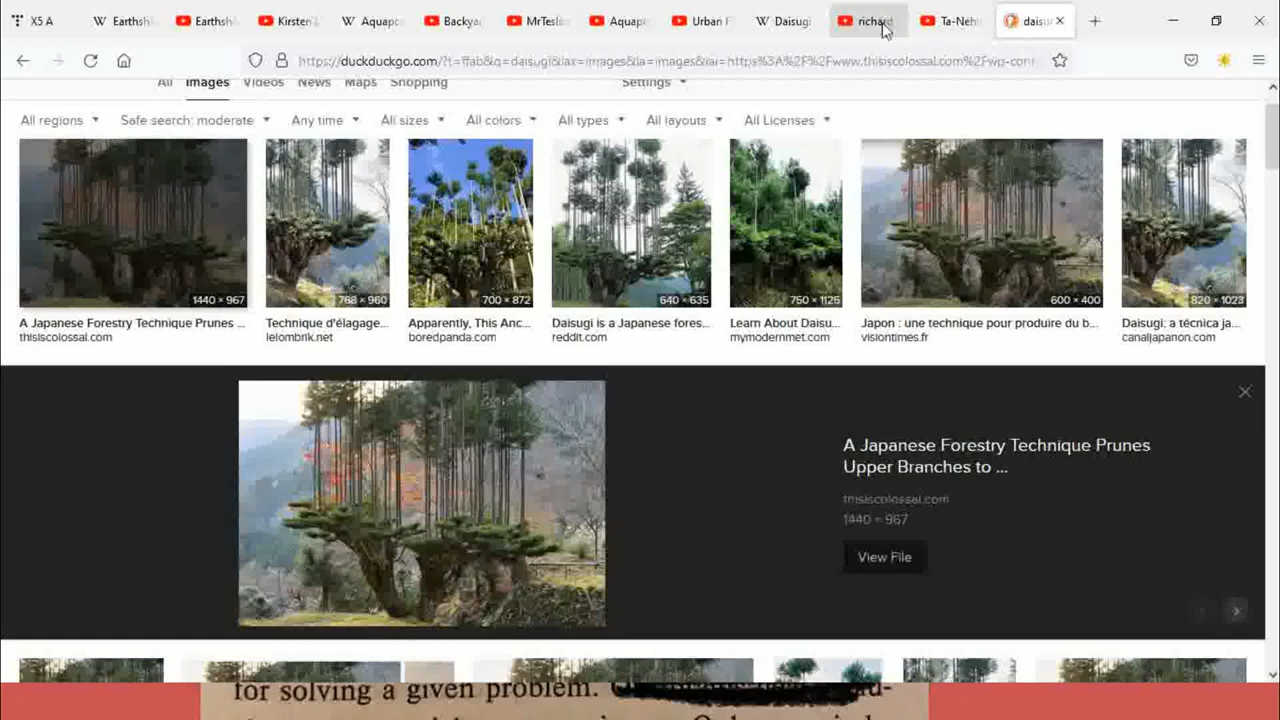 X5 A
Earthshi
Earthshi
Kirsten
Aquapo
Backyar
MrTeslo
Aquap
Urban F
Daisugi
richard
Ta-Nehi
daisu
https://duckduckgo.com/?t=ffab&q=daisugi&iax=images&ia=images&iai=https%3A%2F%2Fwww.thisiscolossal.com%2Fwp-cont
All Images Videos News Maps Shopping Settings
All regions Safe search: moderate Any time All sizes All colors All types All layouts All Licenses
1440 × 967
768 × 960
700 × 872
640 × 635
750 × 1125
600 × 400
820 × 1023
A Japanese Forestry Technique Prunes ...
thisiscolossal.com
Technique d'élagage...
lelombrik.net
Apparently, This Anc...
boredpanda.com
Daisugi is a Japanese fores...
reddit.com
Learn About Daisu...
mymodernmet.com
Japon : une technique pour produire du b...
visiontimes.fr
Daisugi: a técnica ja...
canaljapanon.com
A Japanese Forestry Technique Prunes
Upper Branches to ...
thisiscolossal.com
1440 × 967
View File
for solving a given problem.